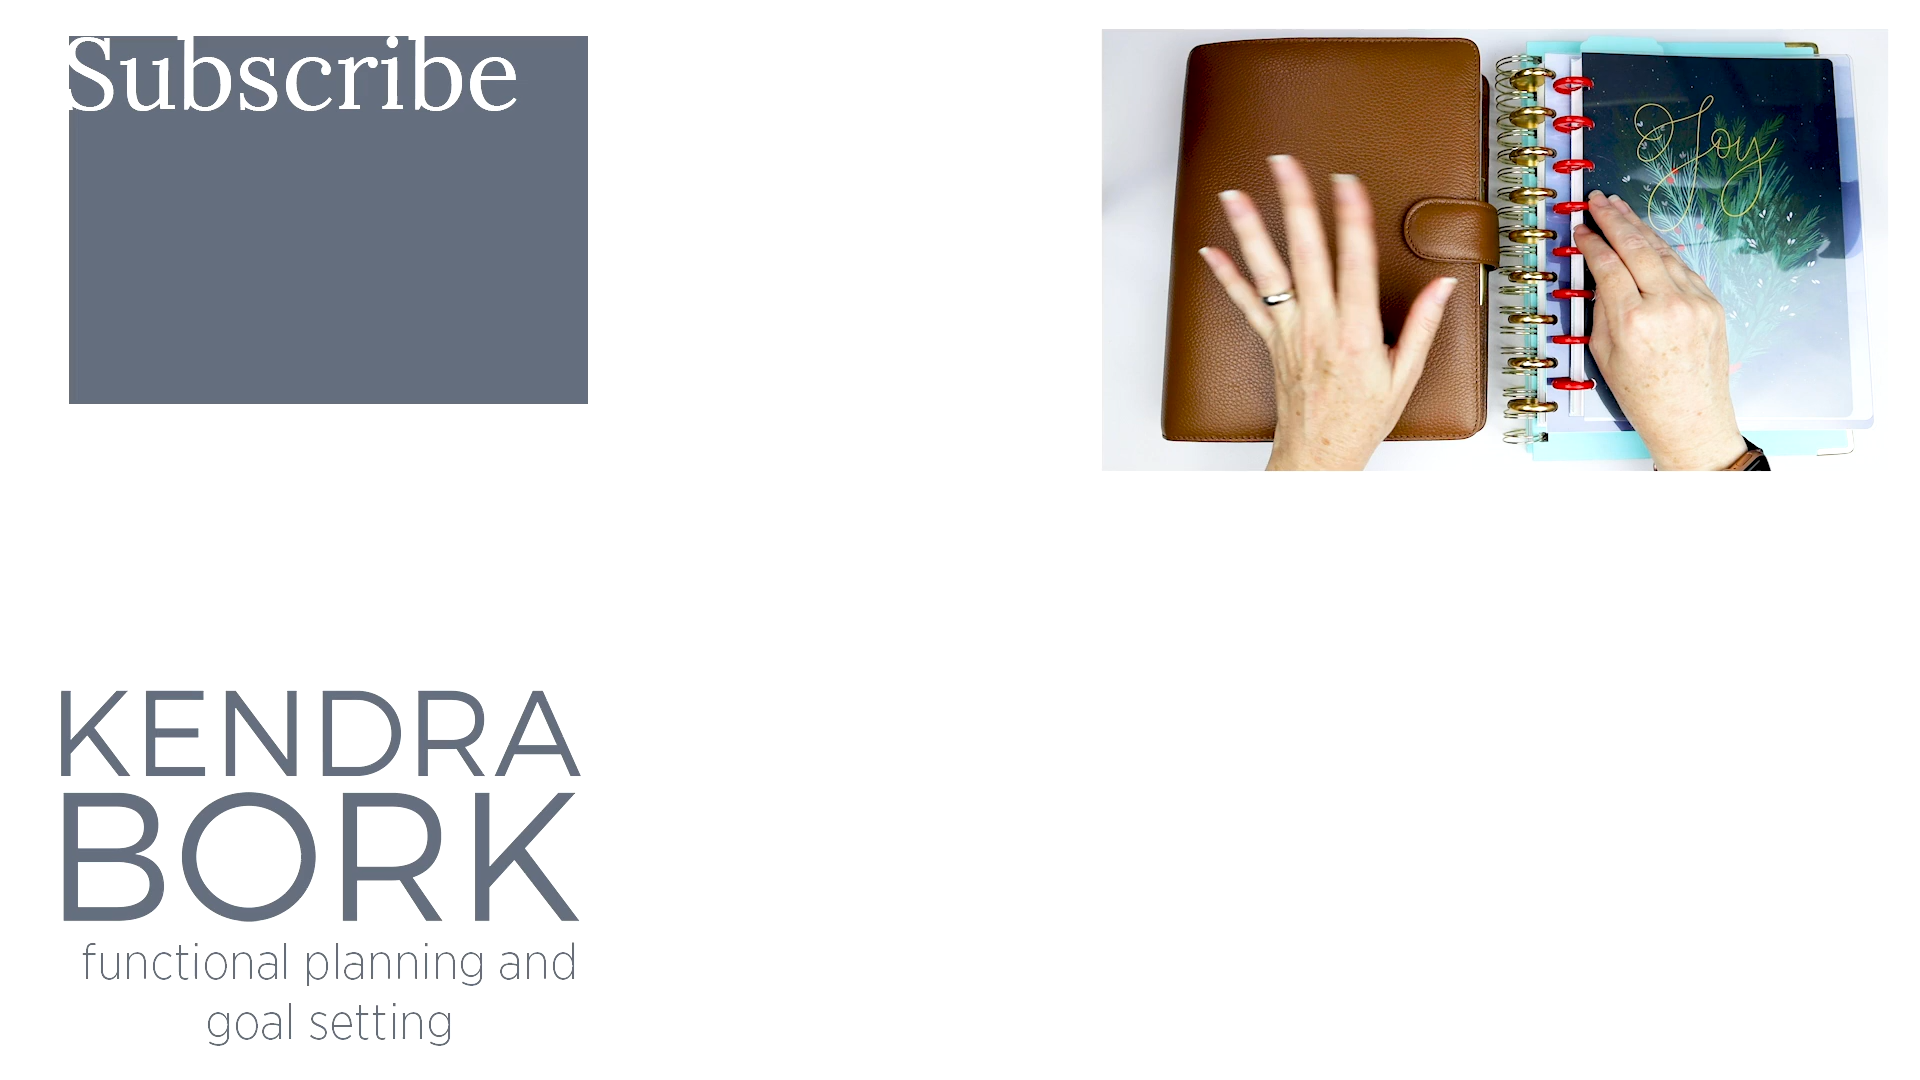 Subscribe
Joy
KENDRA
BORK
functional planning and
goal setting